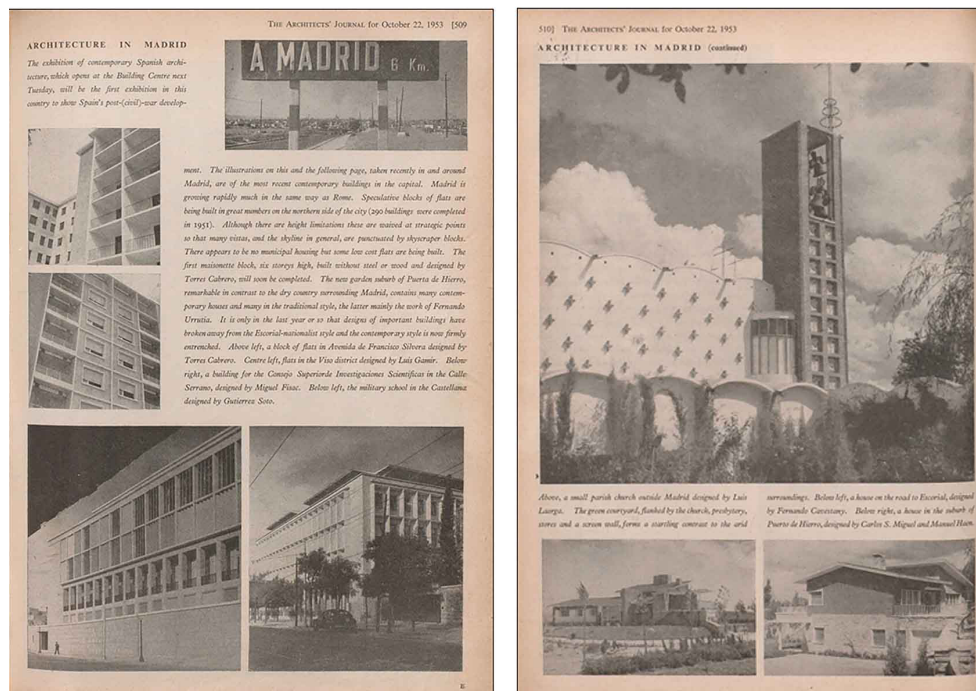 THE ARCHITECTS' JOURNAL for October 22, 1953 [509
ARCHITECTURE IN MADRID
The exhibition of contemporary Spanish archi-
tecture, which opens at the Building Centre next
Tuesday, will be the first exhibition in this
country to show Spain's post-(civil)-war develop-
A MADRID 6 Km.
ment. The illustrations on this and the following page, taken recently in and around
Madrid, are of the most recent contemporary buildings in the capital. Madrid is
growing rapidly much in the same way as Rome. Speculative blocks of flats are
being built in great numbers on the northern side of the city (290 buildings were completed
in 1951). Although there are height limitations these are waived at strategic points
so that many vistas, and the skyline in general, are punctuated by skyscraper blocks.
There appears to be no municipal housing but some low cost flats are being built. The
first maisonette block, six storeys high, built without steel or wood and designed by
Torres Cabrero, will soon be completed. The new garden suburb of Puerta de Hierro,
remarkable in contrast to the dry country surrounding Madrid, contains many contem-
porary houses and many in the traditional style, the latter mainly the work of Fernando
Urrutia. It is only in the last year or so that designs of important buildings have
broken away from the Escorial-nationalist style and the contemporary style is now firmly
entrenched. Above left, a block of flats in Avenida de Francisco Silvera designed by
Torres Cabrero. Centre left, flats in the Viso district designed by Luis Gamir. Below
right, a building for the Consejo Superiorde Investigaciones Scientificas in the Calle
Serrano, designed by Miguel Fisac. Below left, the military school in the Castellana
designed by Gutierrez Soto.
E
510] THE ARCHITECTS' JOURNAL for October 22, 1953
ARCHITECTURE IN MADRID (continued)
Above, a small parish church outside Madrid designed by Luis
Laorga. The green courtyard, flanked by the church, presbytery,
stores and a screen wall, forms a startling contrast to the arid
surroundings. Below left, a house on the road to Escorial, designed
by Fernando Cavestany. Below right, a house in the suburb of
Puerto de Hierro, designed by Carlos S. Miguel and Manuel Haen.